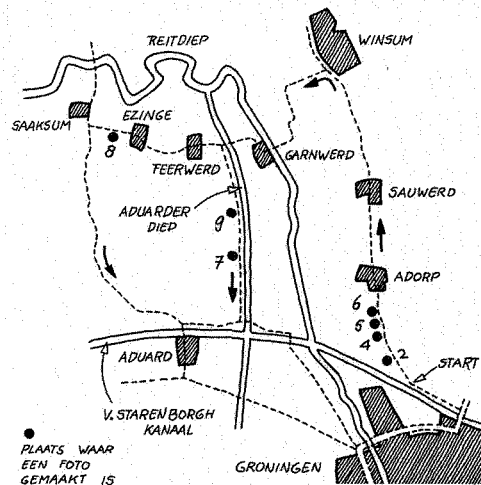 REITDIEP
WINSUM
SAAKSUM
EZINGE
8
FEERWERD
GARNWERD
ADUARDER
DIEP
9
7
SAUWERD
ADORP
6
5
4
2
START
ADUARD
V. STARENBORGH
KANAAL
PLAATS WAAR
EEN FOTO
GEMAAKT IS
GRONINGEN